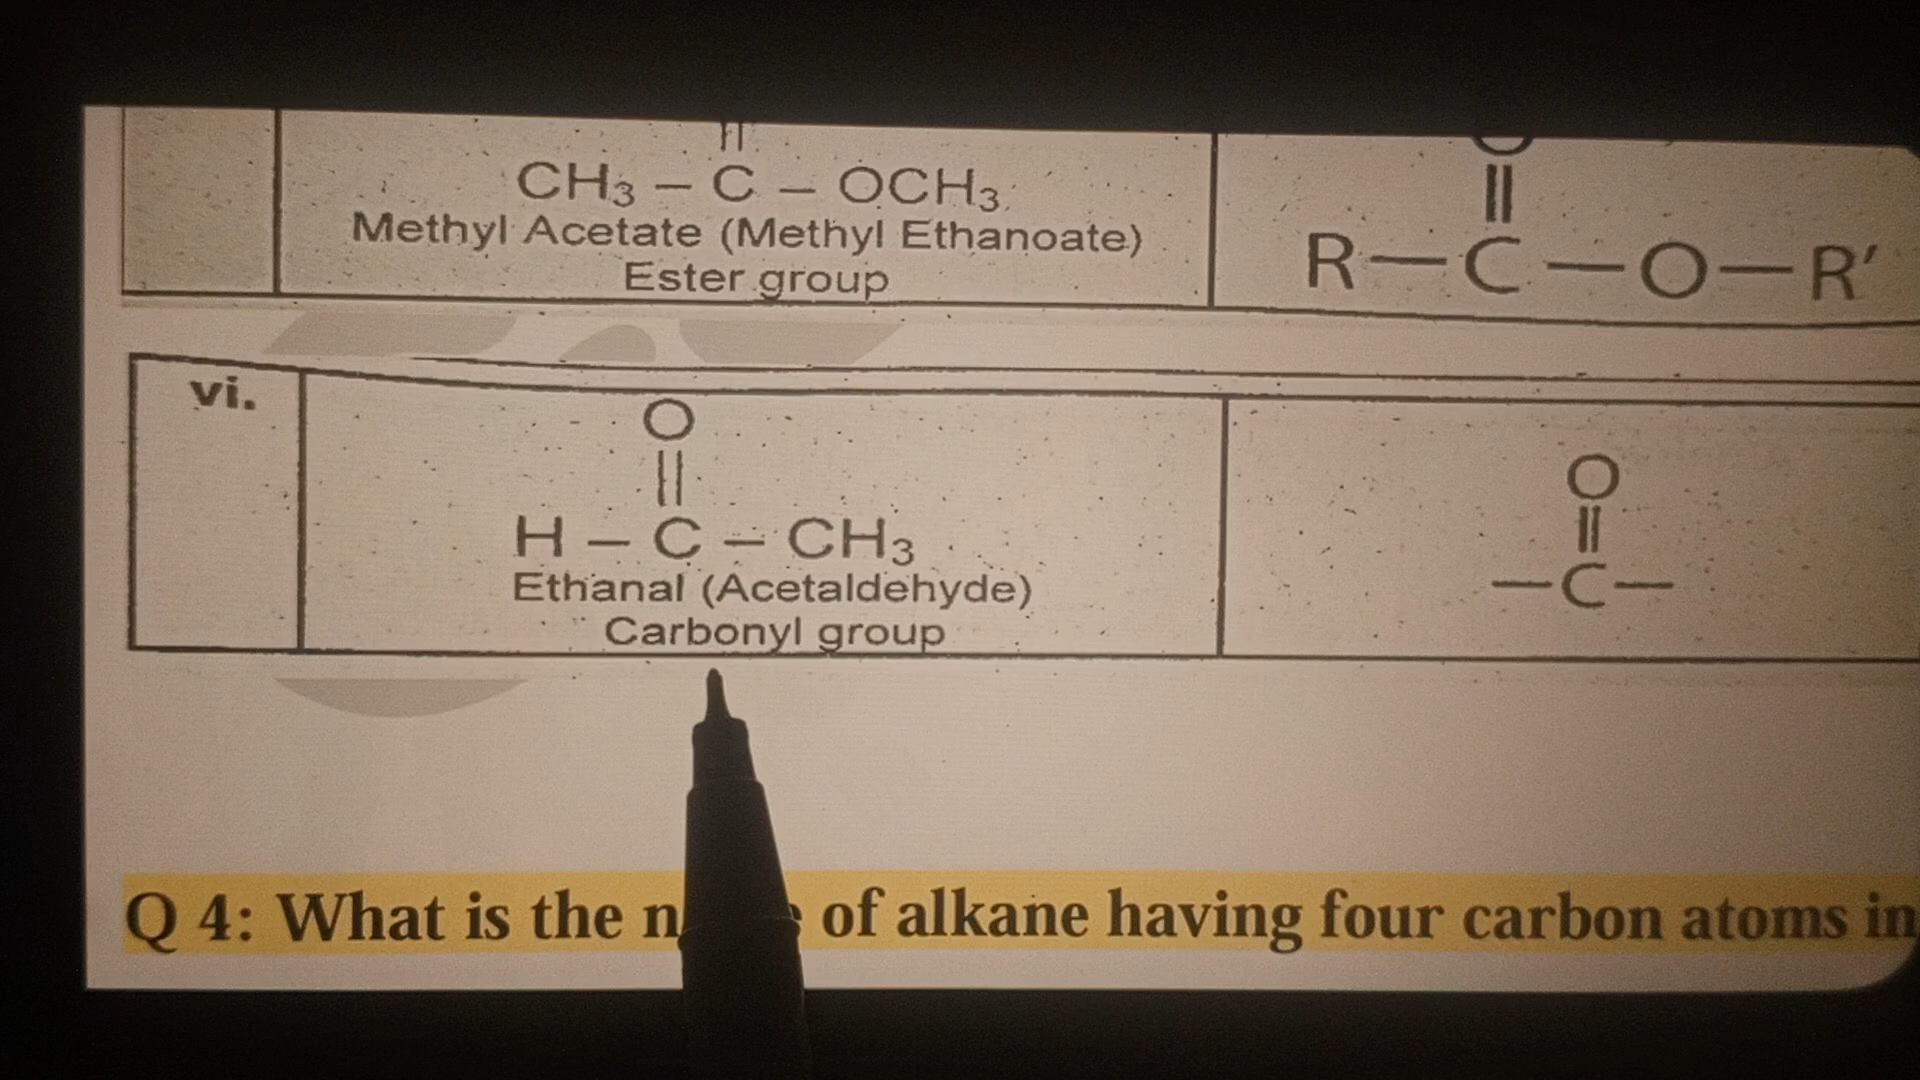 CH₃ – C – OCH₃
Methyl Acetate (Methyl Ethanoate)
Ester group
O
||
R—C—O—R′
vi.
O
||
H – C – CH₃
Ethanal (Acetaldehyde)
Carbonyl group
O
||
—C—
Q 4: What is the of alkane having four carbon atoms in